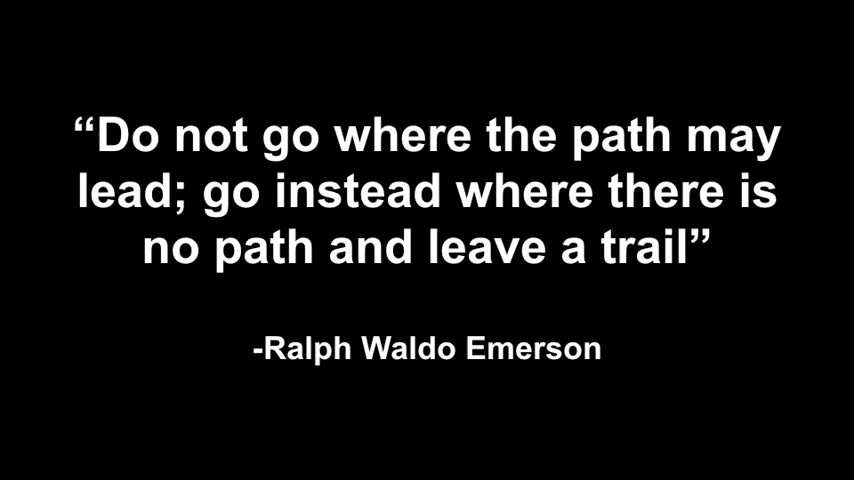 “Do not go where the path may
lead; go instead where there is
no path and leave a trail”
-Ralph Waldo Emerson